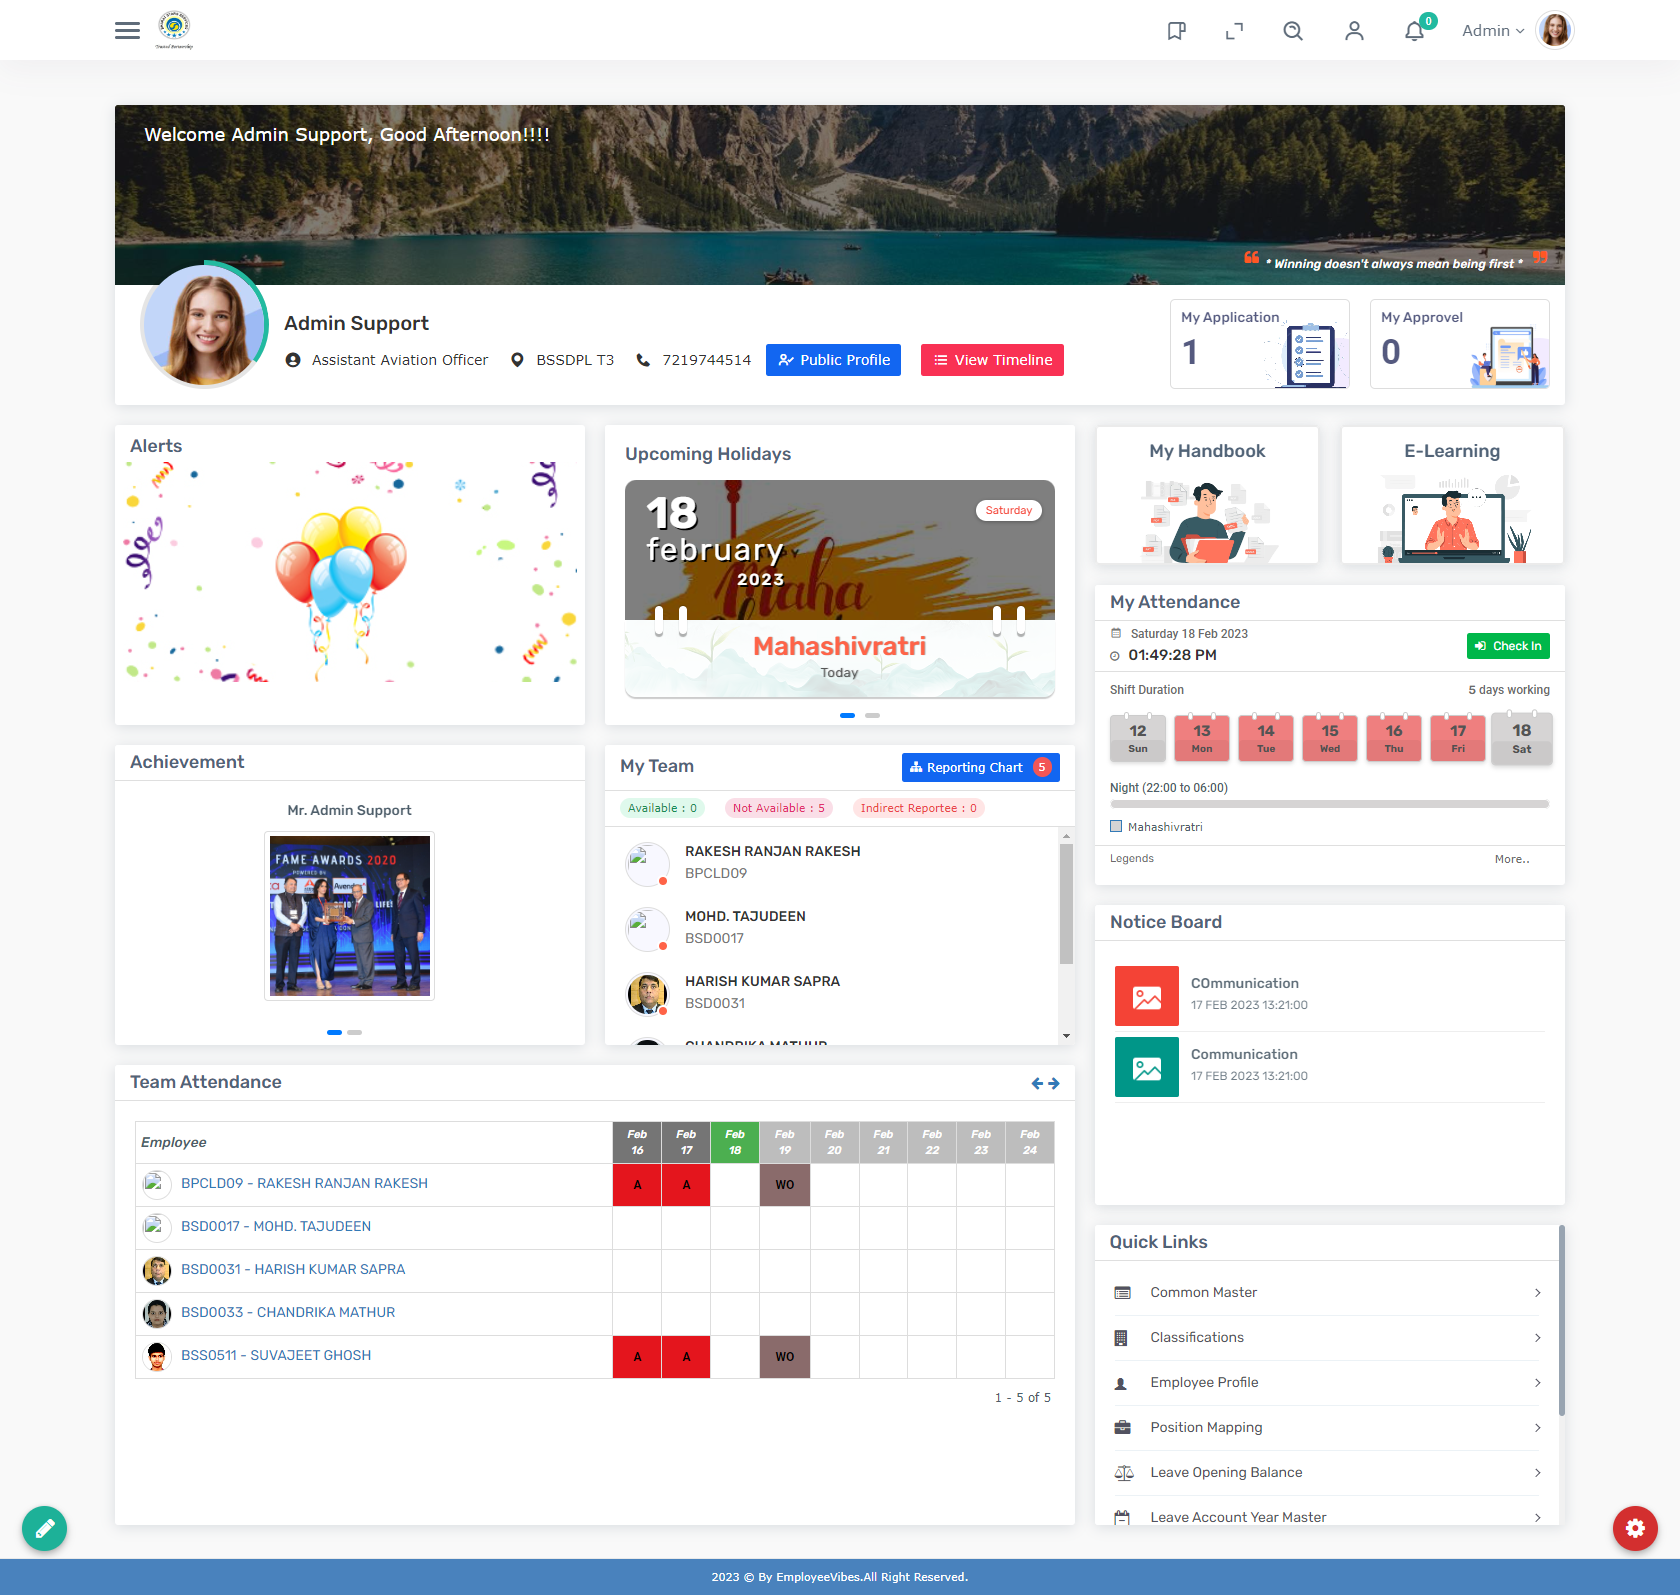 Trusted Partnership
0
Admin
Welcome Admin Support, Good Afternoon!!!!
* Winning doesn't always mean being first *
Admin Support
Assistant Aviation Officer
BSSDPL T3
7219744514
Public Profile
View Timeline
My Application
1
My Approvel
0
Alerts
Upcoming Holidays
18
february
2023
Saturday
Maha
Mahashivratri
Today
My Handbook
E-Learning
My Attendance
Saturday 18 Feb 2023
01:49:28 PM
Check In
Shift Duration
5 days working
12 13 14 15 16 17 18
Sun Mon Tue Wed Thu Fri Sat
Night (22:00 to 06:00)
Mahashivratri
Legends
More..
Achievement
Mr. Admin Support
FAME AWARDS 2020
POWERED BY
LIFE!
My Team
Reporting Chart 5
Available : 0
Not Available : 5
Indirect Reportee : 0
RAKESH RANJAN RAKESH
BPCLD09
MOHD. TAJUDEEN
BSD0017
HARISH KUMAR SAPRA
BSD0031
CHANDRIKA MATHUR
Notice Board
COmmunication
17 FEB 2023 13:21:00
Communication
17 FEB 2023 13:21:00
Team Attendance
Employee
Feb Feb Feb Feb Feb Feb Feb Feb Feb
16 17 18 19 20 21 22 23 24
BPCLD09 - RAKESH RANJAN RAKESH A A WO
BSD0017 - MOHD. TAJUDEEN
BSD0031 - HARISH KUMAR SAPRA
BSD0033 - CHANDRIKA MATHUR
BSS0511 - SUVAJEET GHOSH A A WO
1 - 5 of 5
Quick Links
Common Master
Classifications
Employee Profile
Position Mapping
Leave Opening Balance
Leave Account Year Master
2023 © By EmployeeVibes.All Right Reserved.